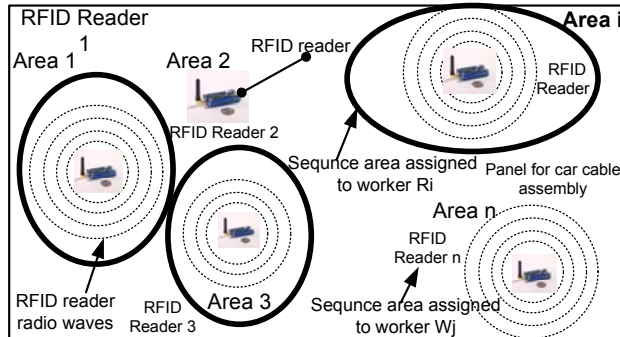 RFID Reader
1
Area 1
Area 2
RFID reader
RFID Reader 2
Area i
RFID
Reader
Sequnce area assigned
to worker Ri
Panel for car cable
assembly
Area n
RFID
Reader n
Sequnce area assigned
to worker Wj
RFID reader
radio waves
RFID
Reader 3
Area 3